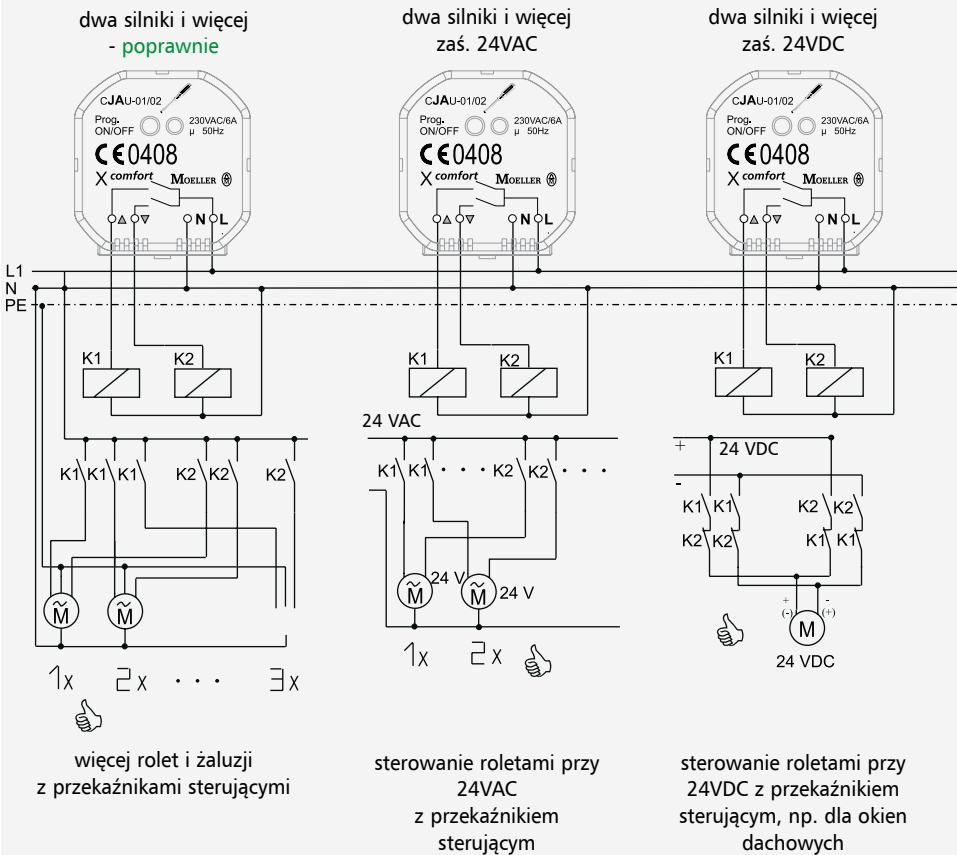 dwa silniki i więcej
- poprawnie
dwa silniki i więcej
zaś. 24VAC
dwa silniki i więcej
zaś. 24VDC
CJAU-01/02
Prog.
ON/OFF
230VAC/6A
µ 50Hz
CE0408
X comfort MOELLER
N L
CJAU-01/02
Prog.
ON/OFF
230VAC/6A
µ 50Hz
CE0408
X comfort MOELLER
N L
CJAU-01/02
Prog.
ON/OFF
230VAC/6A
µ 50Hz
CE0408
X comfort MOELLER
N L
L1
N
PE
K1 K2
K1 K2
K1 K2
24 VAC
+ 24 VDC
-
K1 K1 K1 K2 K2 K2
K1 K1 · · · · K2 K2 · · ·
K1 K1 K2 K2
K2 K2 K1 K1
M M
24 V 24 V
M M
+ -
(-) (+)
M
24 VDC
1x 2x · · · 3x
1x 2x
więcej rolet i żaluzji
z przekaźnikami sterującymi
sterowanie roletami przy
24VAC
z przekaźnikiem
sterującym
sterowanie roletami przy
24VDC z przekaźnikiem
sterującym, np. dla okien
dachowych